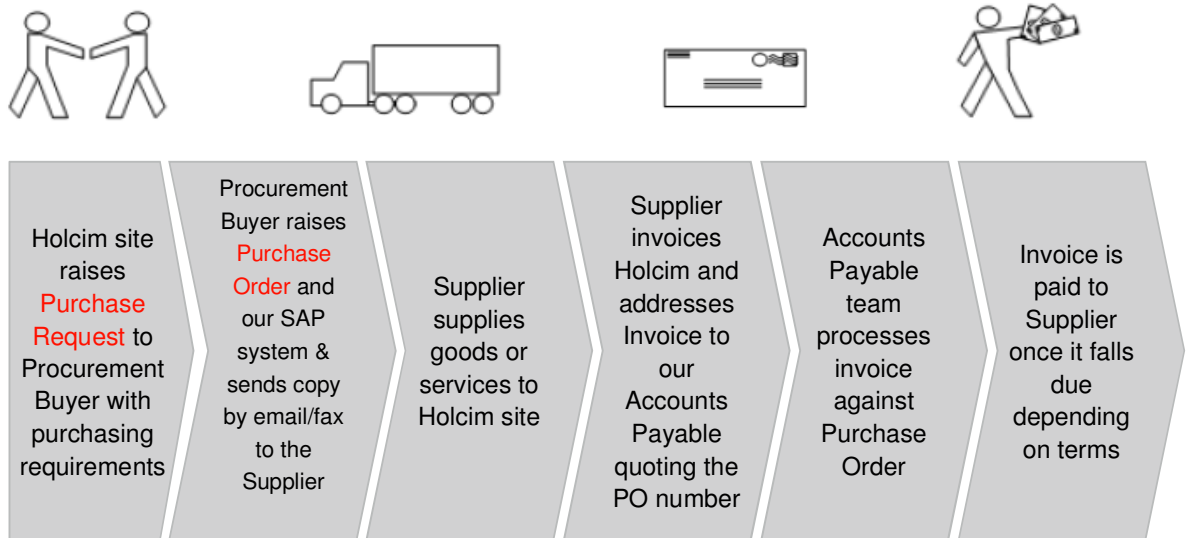 Holcim site
raises
Purchase
Request to
Procurement
Buyer with
purchasing
requirements
Procurement
Buyer raises
Purchase
Order and
our SAP
system &
sends copy
by email/fax
to the
Supplier
Supplier
supplies
goods or
services to
Holcim site
Supplier
invoices
Holcim and
addresses
Invoice to
our
Accounts
Payable
quoting the
PO number
Accounts
Payable
team
processes
invoice
against
Purchase
Order
Invoice is
paid to
Supplier
once it falls
due
depending
on terms